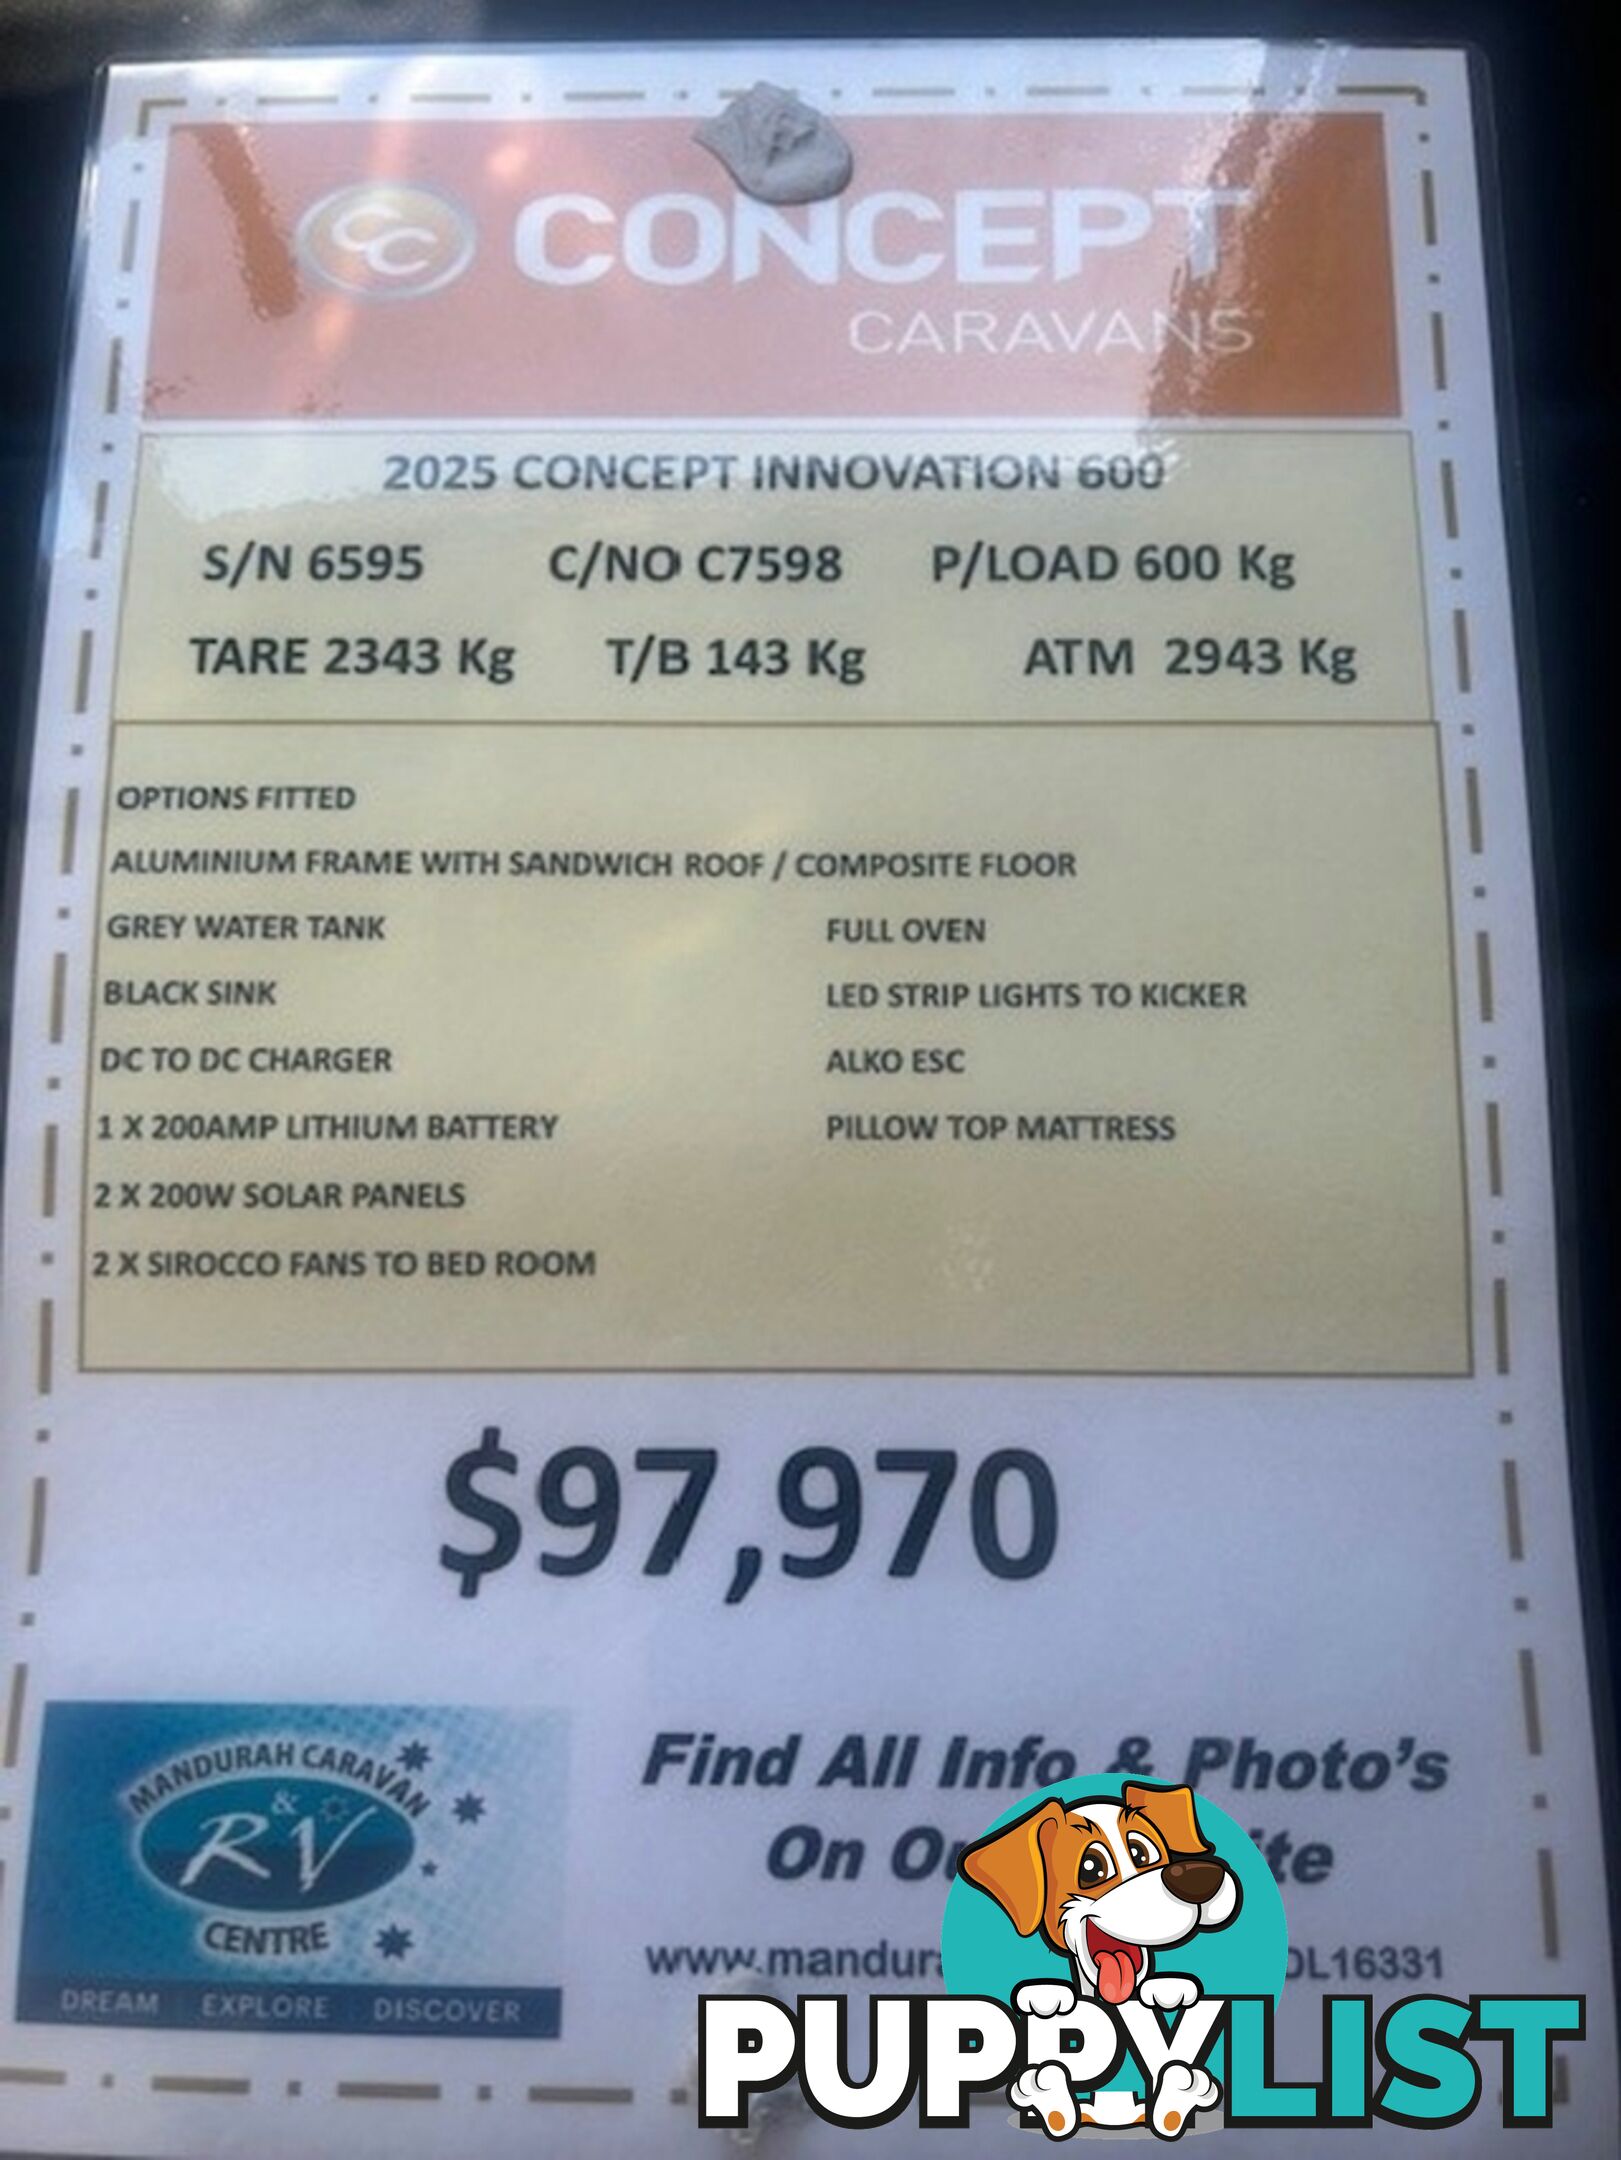 CC CONCEPT
CARAVANS
2025 CONCEPT INNOVATION 600
S/N 6595 C/NO C7598 P/LOAD 600 Kg
TARE 2343 Kg T/B 143 Kg ATM 2943 Kg
OPTIONS FITTED
ALUMINIUM FRAME WITH SANDWICH ROOF / COMPOSITE FLOOR
GREY WATER TANK FULL OVEN
BLACK SINK LED STRIP LIGHTS TO KICKER
DC TO DC CHARGER ALKO ESC
1 X 200AMP LITHIUM BATTERY PILLOW TOP MATTRESS
2 X 200W SOLAR PANELS
2 X SIROCCO FANS TO BED ROOM
$97,970
MANDURAH CARAVAN
& RV
CENTRE
DREAM EXPLORE DISCOVER
Find All Info & Photo's
On
DL16331
PUPPYLIST